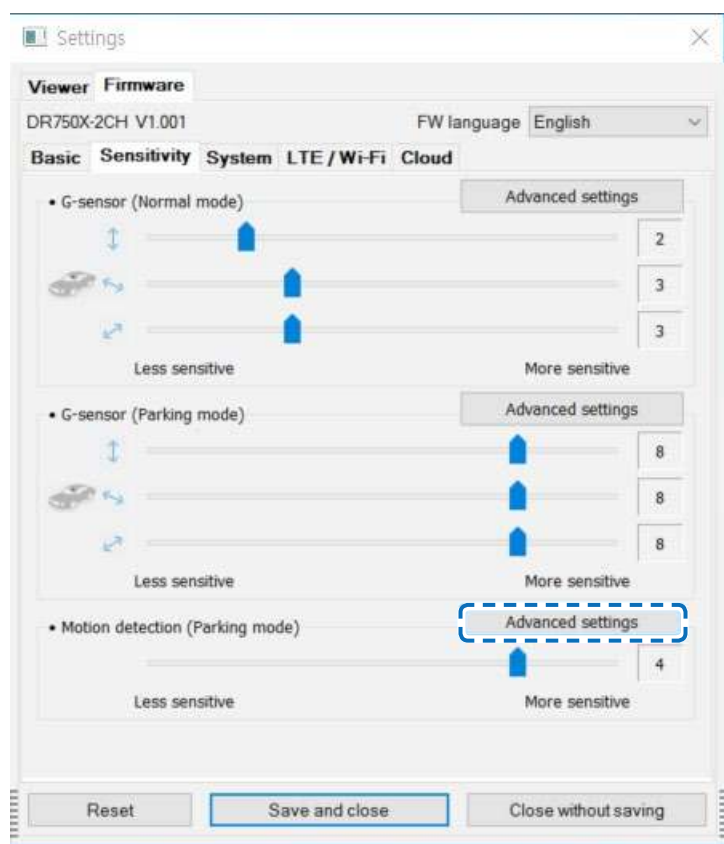 Settings
Viewer Firmware
DR750X-2CH V1.001 FW language English
Basic Sensitivity System LTE / Wi-Fi Cloud
• G-sensor (Normal mode) Advanced settings
2
3
3
Less sensitive More sensitive
• G-sensor (Parking mode) Advanced settings
8
8
8
Less sensitive More sensitive
• Motion detection (Parking mode) Advanced settings
4
Less sensitive More sensitive
Reset Save and close Close without saving